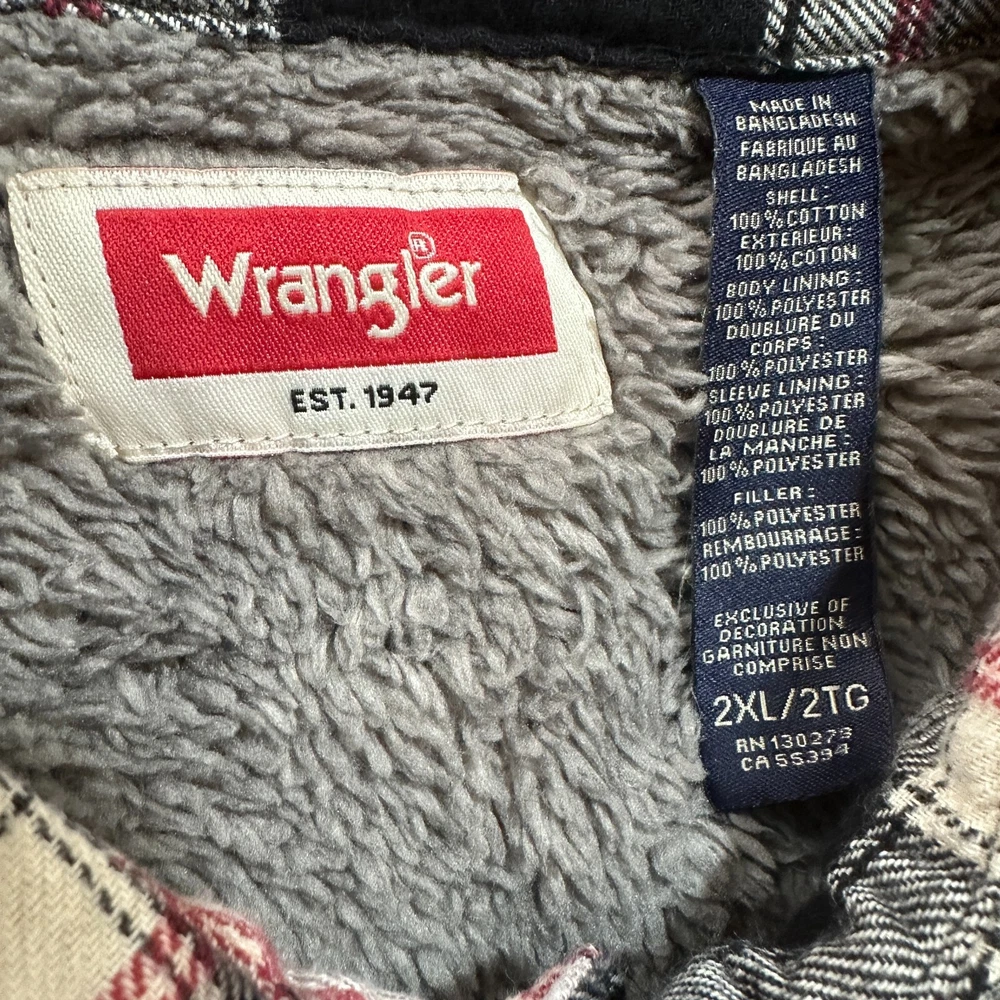 Wrangler®
EST. 1947
MADE IN
BANGLADESH
FABRIQUE AU
BANGLADESH
SHELL:
100% COTTON
EXTERIEUR:
100% COTON
BODY LINING:
100% POLYESTER
DOUBLURE DU
CORPS:
100% POLYESTER
SLEEVE LINING:
100% POLYESTER
DOUBLURE DE
LA MANCHE:
100% POLYESTER
FILLER:
100% POLYESTER
REMBOURRAGE:
100% POLYESTER
EXCLUSIVE OF
DECORATION
GARNITURE NON
COMPRISE
2XL/2TG
RN 130273
CA 55394